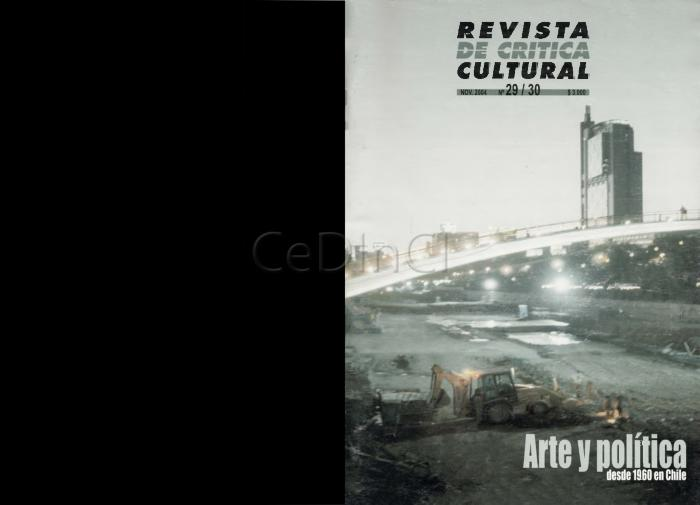 REVISTA
DE CRITICA
CULTURAL
NOV. 2004 Nº 29 / 30 $ 3.000
CeDInCI
Arte y política
desde 1960 en Chile